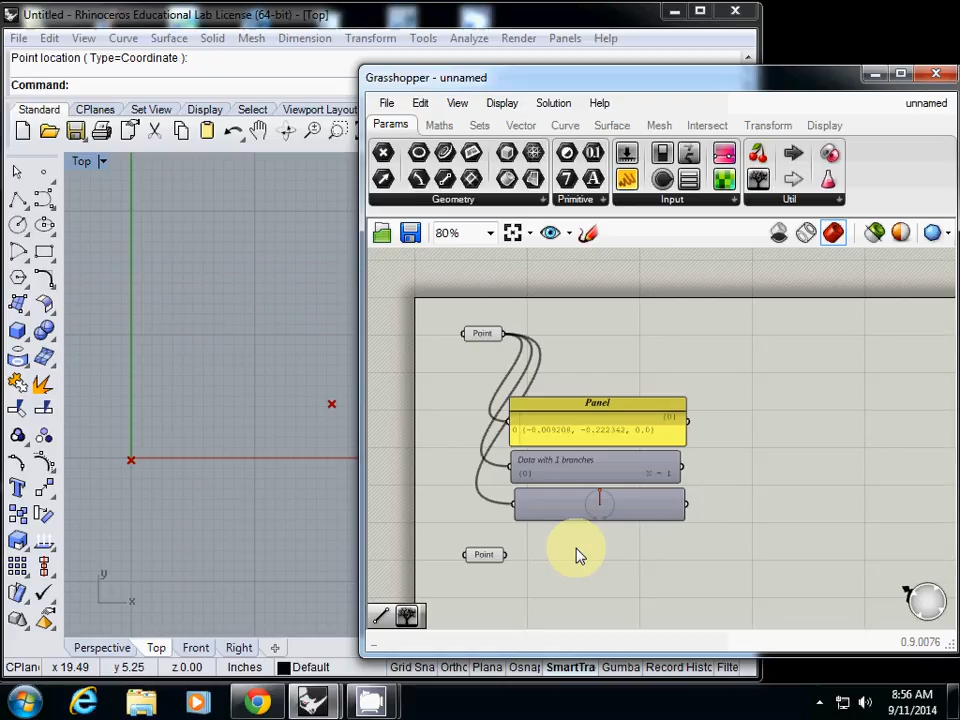 Untitled - Rhinoceros Educational Lab License (64-bit) - [Top]
File Edit View Curve Surface Solid Mesh Dimension Transform Tools Analyze Render Panels Help
Point location ( Type=Coordinate ):
Command:
Standard CPlanes Set View Display Select Viewport Layou
Top
y
x
Perspective Top Front Right
CPlan x 19.49 y 5.25 z 0.00 Inches Default Grid Sna Ortho Plana Osnap SmartTra Gumba Record Histo Filte
Grasshopper - unnamed
File Edit View Display Solution Help unnamed
Params Maths Sets Vector Curve Surface Mesh Intersect Transform Display
Geometry Primitive Input Util
80%
Point
Panel
{0}
0 {-0.009208, -0.222342, 0.0}
Data with 1 branches
{0} N = 1
Point
0.9.0076
8:56 AM
9/11/2014